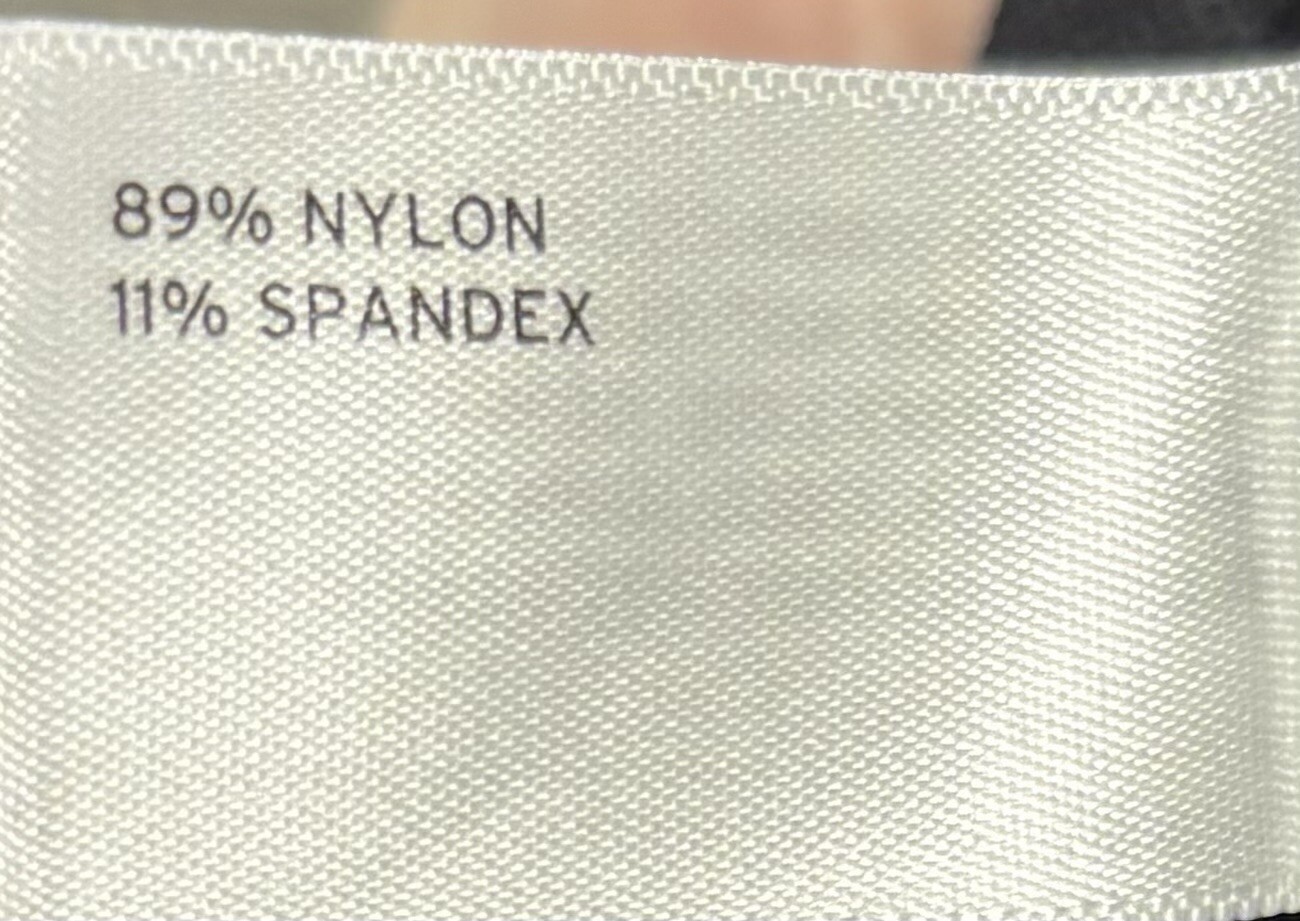 89% NYLON
11% SPANDEX